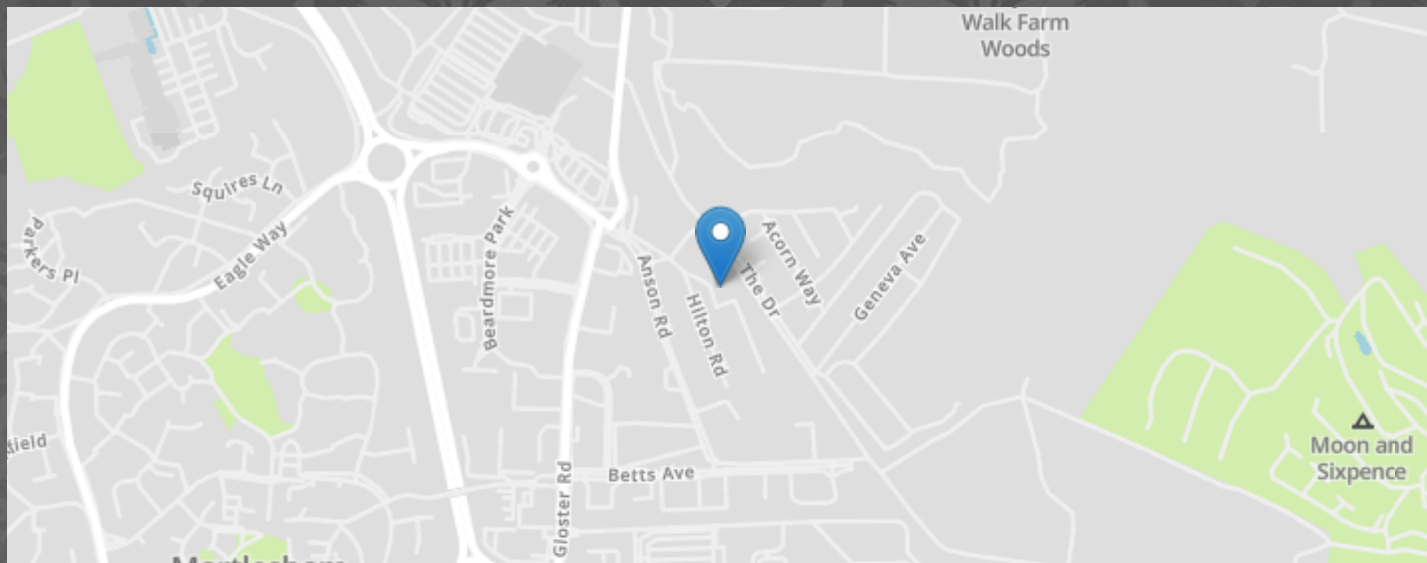 Walk Farm
Woods
Squires Ln
Parkers Pl
Eagle Way
Beardmore Park
Anson Rd
Hilton Rd
The Dr
Acorn Way
Geneva Ave
Moon and
Sixpence
Betts Ave
Gloster Rd